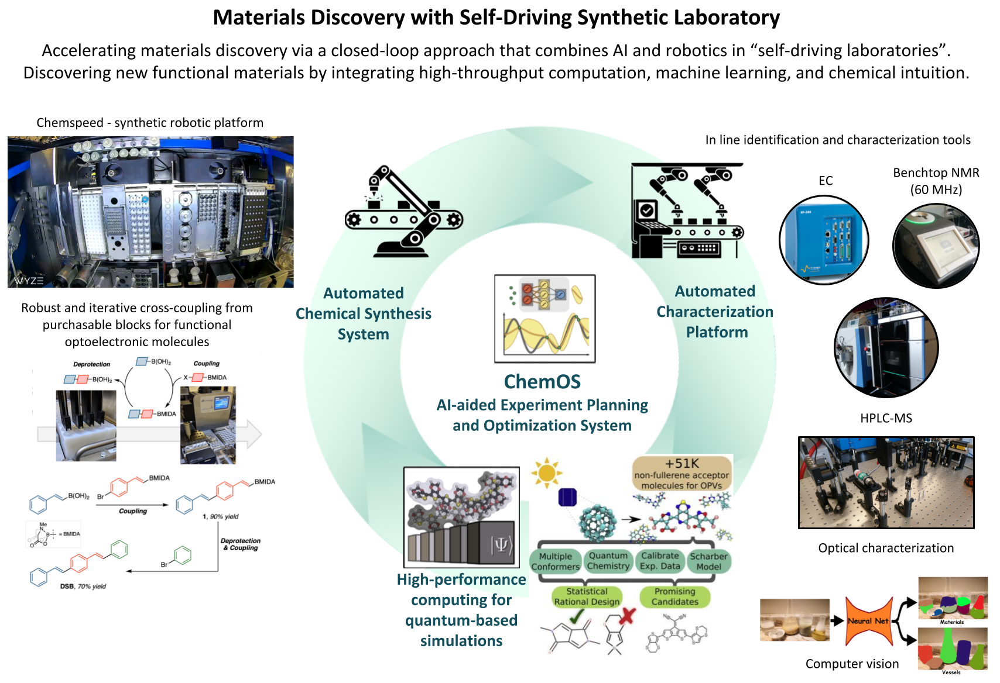 Materials Discovery with Self-Driving Synthetic Laboratory
Accelerating materials discovery via a closed-loop approach that combines AI and robotics in “self-driving laboratories”.
Discovering new functional materials by integrating high-throughput computation, machine learning, and chemical intuition.
Chemspeed - synthetic robotic platform
WYZE
Robust and iterative cross-coupling from
purchasable blocks for functional
optoelectronic molecules
Deprotection
B(OH)₂
Coupling
B(OH)₂
X
BMIDA
BMIDA
BMIDA
Br
B(OH)₂
Coupling
BMIDA
1, 90% yield
Me
N
B
O
O
O
O
= BMIDA
Deprotection
& Coupling
Br
DSB, 70% yield
Automated
Chemical Synthesis
System
Automated
Characterization
Platform
ChemOS
AI-aided Experiment Planning
and Optimization System
|Ψ⟩
High-performance
computing for
quantum-based
simulations
+51K
non-fullerene acceptor
molecules for OPVs
Multiple
Conformers
Quantum
Chemistry
Calibrate
Exp. Data
Scharber
Model
Statistical
Rational Design
Promising
Candidates
In line identification and characterization tools
EC
SP-200
Benchtop NMR
(60 MHz)
HPLC-MS
Optical characterization
Neural Net
Materials
Vessels
Computer vision